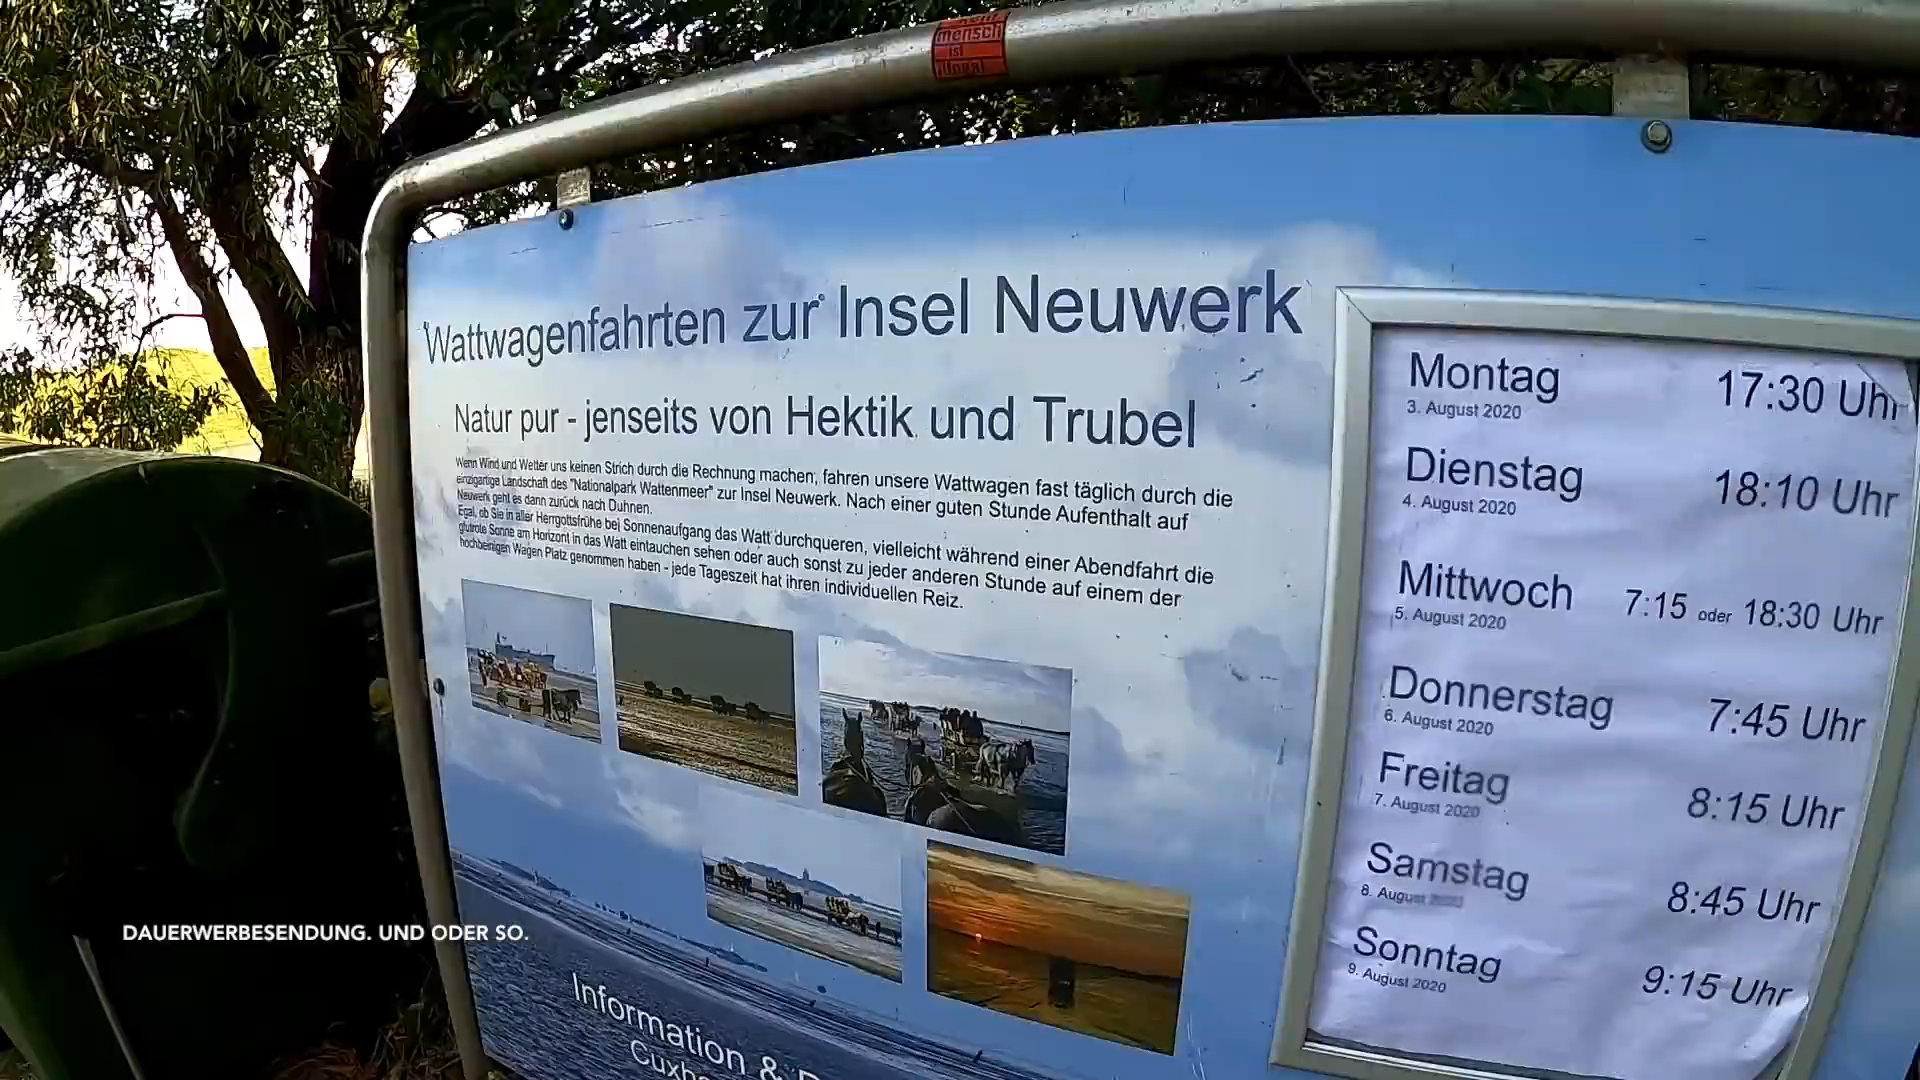 mensch
ist
illegal
Wattwagenfahrten zur Insel Neuwerk
Natur pur - jenseits von Hektik und Trubel
Wenn Wind und Wetter uns keinen Strich durch die Rechnung machen, fahren unsere Wattwagen fast täglich durch die
einzigartige Landschaft des "Nationalpark Wattenmeer" zur Insel Neuwerk. Nach einer guten Stunde Aufenthalt auf
Neuwerk geht es dann zurück nach Duhnen.
Egal, ob Sie in aller Herrgottsfrühe bei Sonnenaufgang das Watt durchqueren, vielleicht während einer Abendfahrt die
glutrote Sonne am Horizont in das Watt eintauchen sehen oder auch sonst zu jeder anderen Stunde auf einem der
hochbeinigen Wagen Platz genommen haben - jede Tageszeit hat ihren individuellen Reiz.
Information &
Montag 17:30 Uhr
3. August 2020
Dienstag 18:10 Uhr
4. August 2020
Mittwoch 7:15 oder 18:30 Uhr
5. August 2020
Donnerstag 7:45 Uhr
6. August 2020
Freitag 8:15 Uhr
7. August 2020
Samstag 8:45 Uhr
8. August 2020
Sonntag 9:15 Uhr
9. August 2020
DAUERWERBESENDUNG. UND ODER SO.